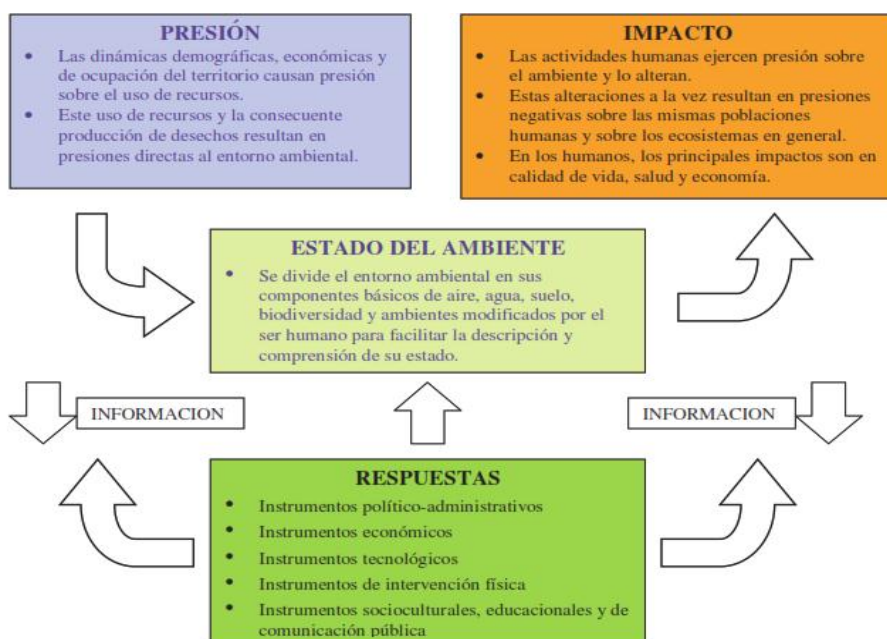 PRESIÓN
• Las dinámicas demográficas, económicas y
de ocupación del territorio causan presión
sobre el uso de recursos.
• Este uso de recursos y la consecuente
producción de desechos resultan en
presiones directas al entorno ambiental.
IMPACTO
• Las actividades humanas ejercen presión sobre
el ambiente y lo alteran.
• Estas alteraciones a la vez resultan en presiones
negativas sobre las mismas poblaciones
humanas y sobre los ecosistemas en general.
• En los humanos, los principales impactos son en
calidad de vida, salud y economía.
ESTADO DEL AMBIENTE
• Se divide el entorno ambiental en sus
componentes básicos de aire, agua, suelo,
biodiversidad y ambientes modificados por el
ser humano para facilitar la descripción y
comprensión de su estado.
INFORMACION
INFORMACION
RESPUESTAS
• Instrumentos político-administrativos
• Instrumentos económicos
• Instrumentos tecnológicos
• Instrumentos de intervención física
• Instrumentos socioculturales, educacionales y de
comunicación pública